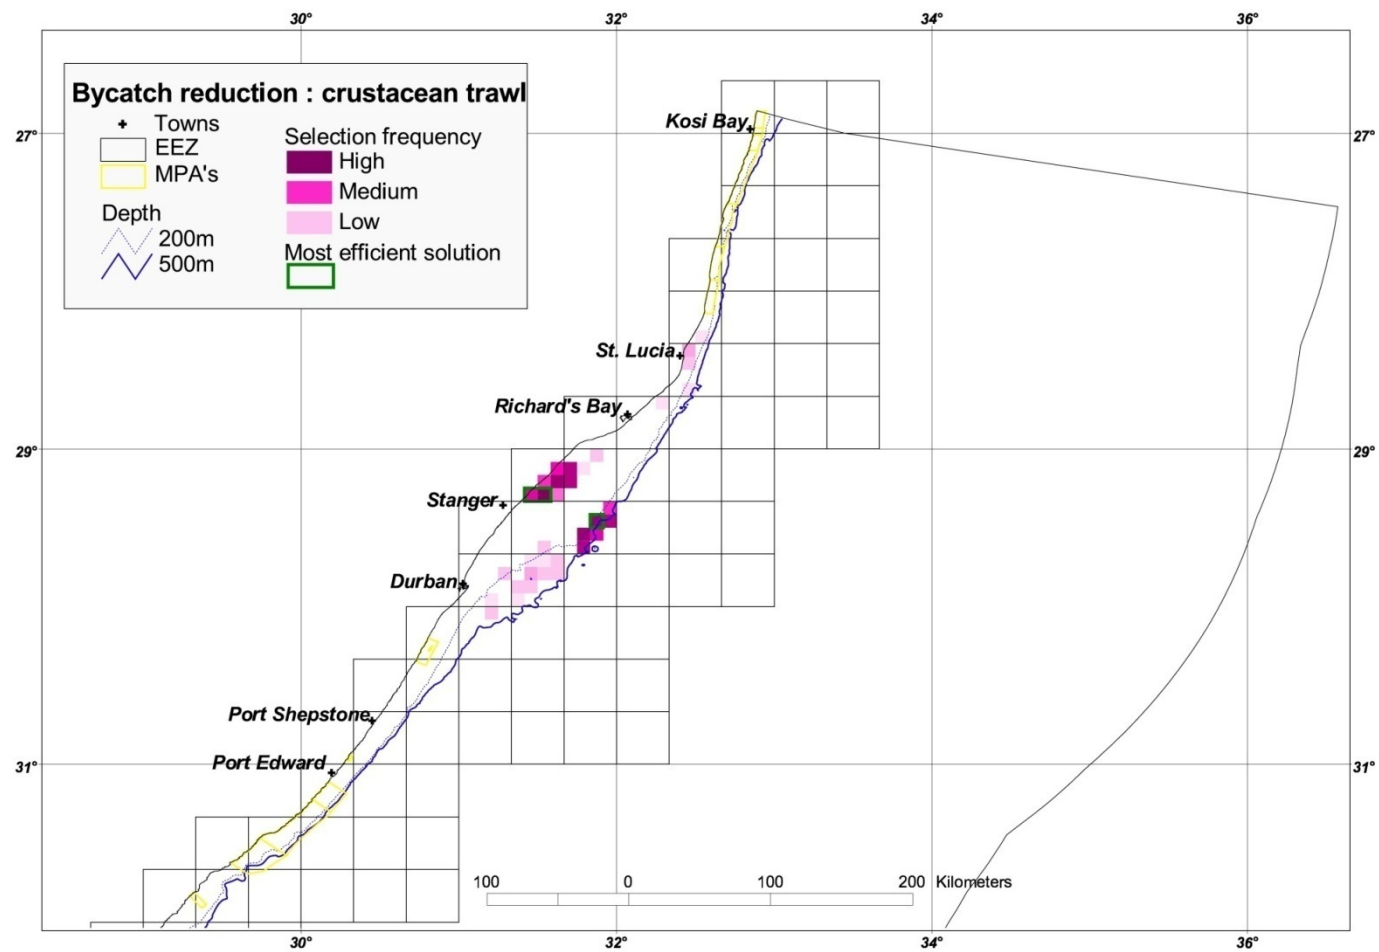 30°
32°
34°
36°
Bycatch reduction : crustacean trawl
Towns
EEZ
MPA's
Depth
200m
500m
Selection frequency
High
Medium
Low
Most efficient solution
27°
27°
Kosi Bay
St. Lucia
Richard's Bay
29°
29°
Stanger
Durban
Port Shepstone
Port Edward
31°
31°
100 0 100 200 Kilometers
30°
32°
34°
36°